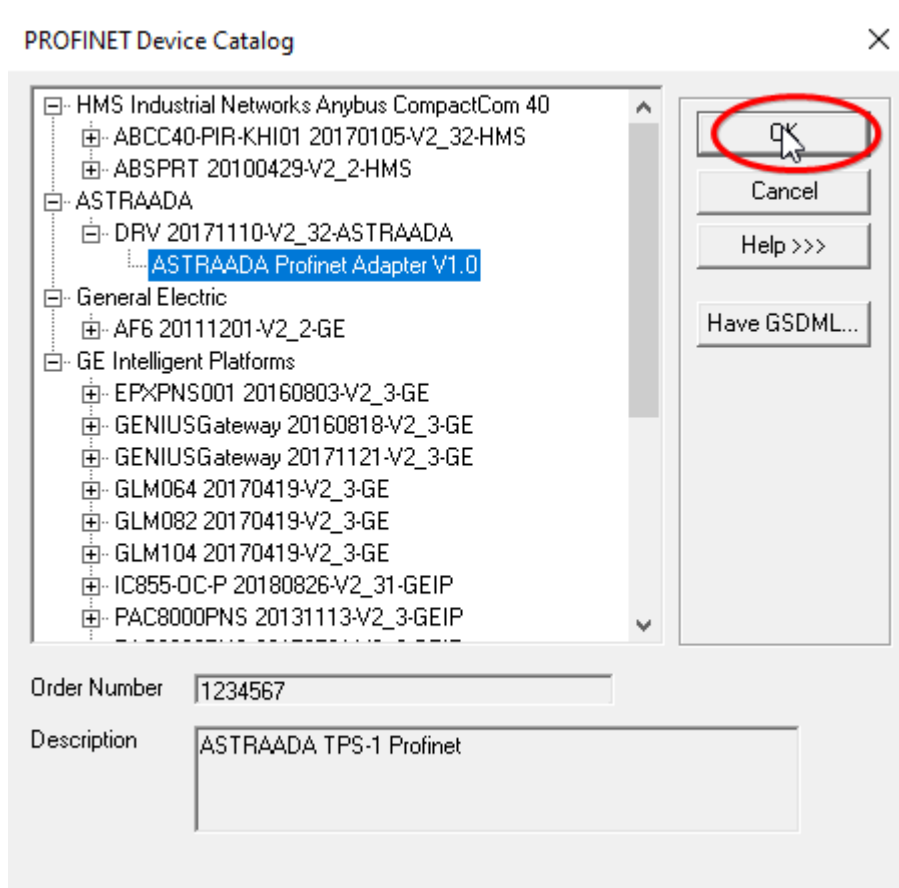 PROFINET Device Catalog
HMS Industrial Networks Anybus CompactCom 40
ABCC40-PIR-KHI01 20170105-V2_32-HMS
ABSPRT 20100429-V2_2-HMS
ASTRAADA
DRV 20171110-V2_32-ASTRAADA
ASTRAADA Profinet Adapter V1.0
General Electric
AF6 20111201-V2_2-GE
GE Intelligent Platforms
EPXPNS001 20160803-V2_3-GE
GENIUSGateway 20160818-V2_3-GE
GENIUSGateway 20171121-V2_3-GE
GLM064 20170419-V2_3-GE
GLM082 20170419-V2_3-GE
GLM104 20170419-V2_3-GE
IC855-OC-P 20180826-V2_31-GEIP
PAC8000PNS 20131113-V2_3-GEIP
OK
Cancel
Help >>>
Have GSDML...
Order Number 1234567
Description ASTRAADA TPS-1 Profinet